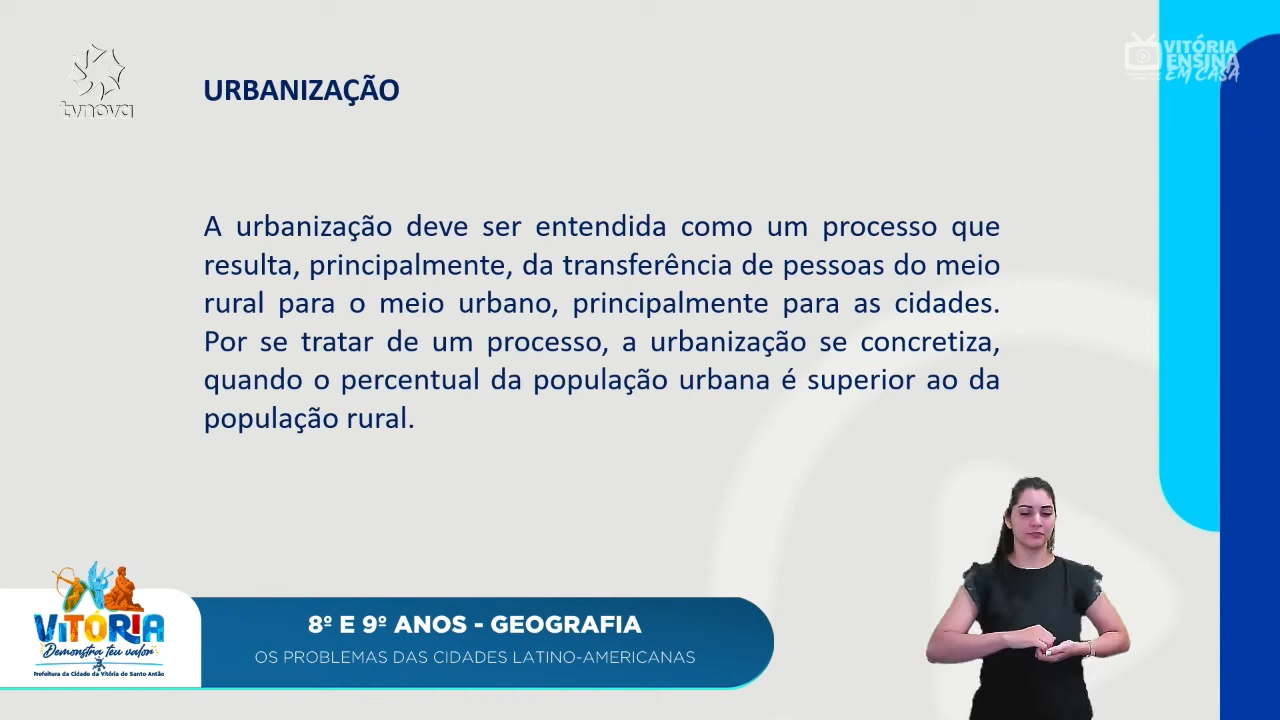 tvnova
VITÓRIA
ENSINA
EM CASA
URBANIZAÇÃO
A urbanização deve ser entendida como um processo que
resulta, principalmente, da transferência de pessoas do meio
rural para o meio urbano, principalmente para as cidades.
Por se tratar de um processo, a urbanização se concretiza,
quando o percentual da população urbana é superior ao da
população rural.
VITÓRIA
Demonstra teu valor
Prefeitura da Cidade da Vitória de Santo Antão
8º E 9º ANOS - GEOGRAFIA
OS PROBLEMAS DAS CIDADES LATINO-AMERICANAS